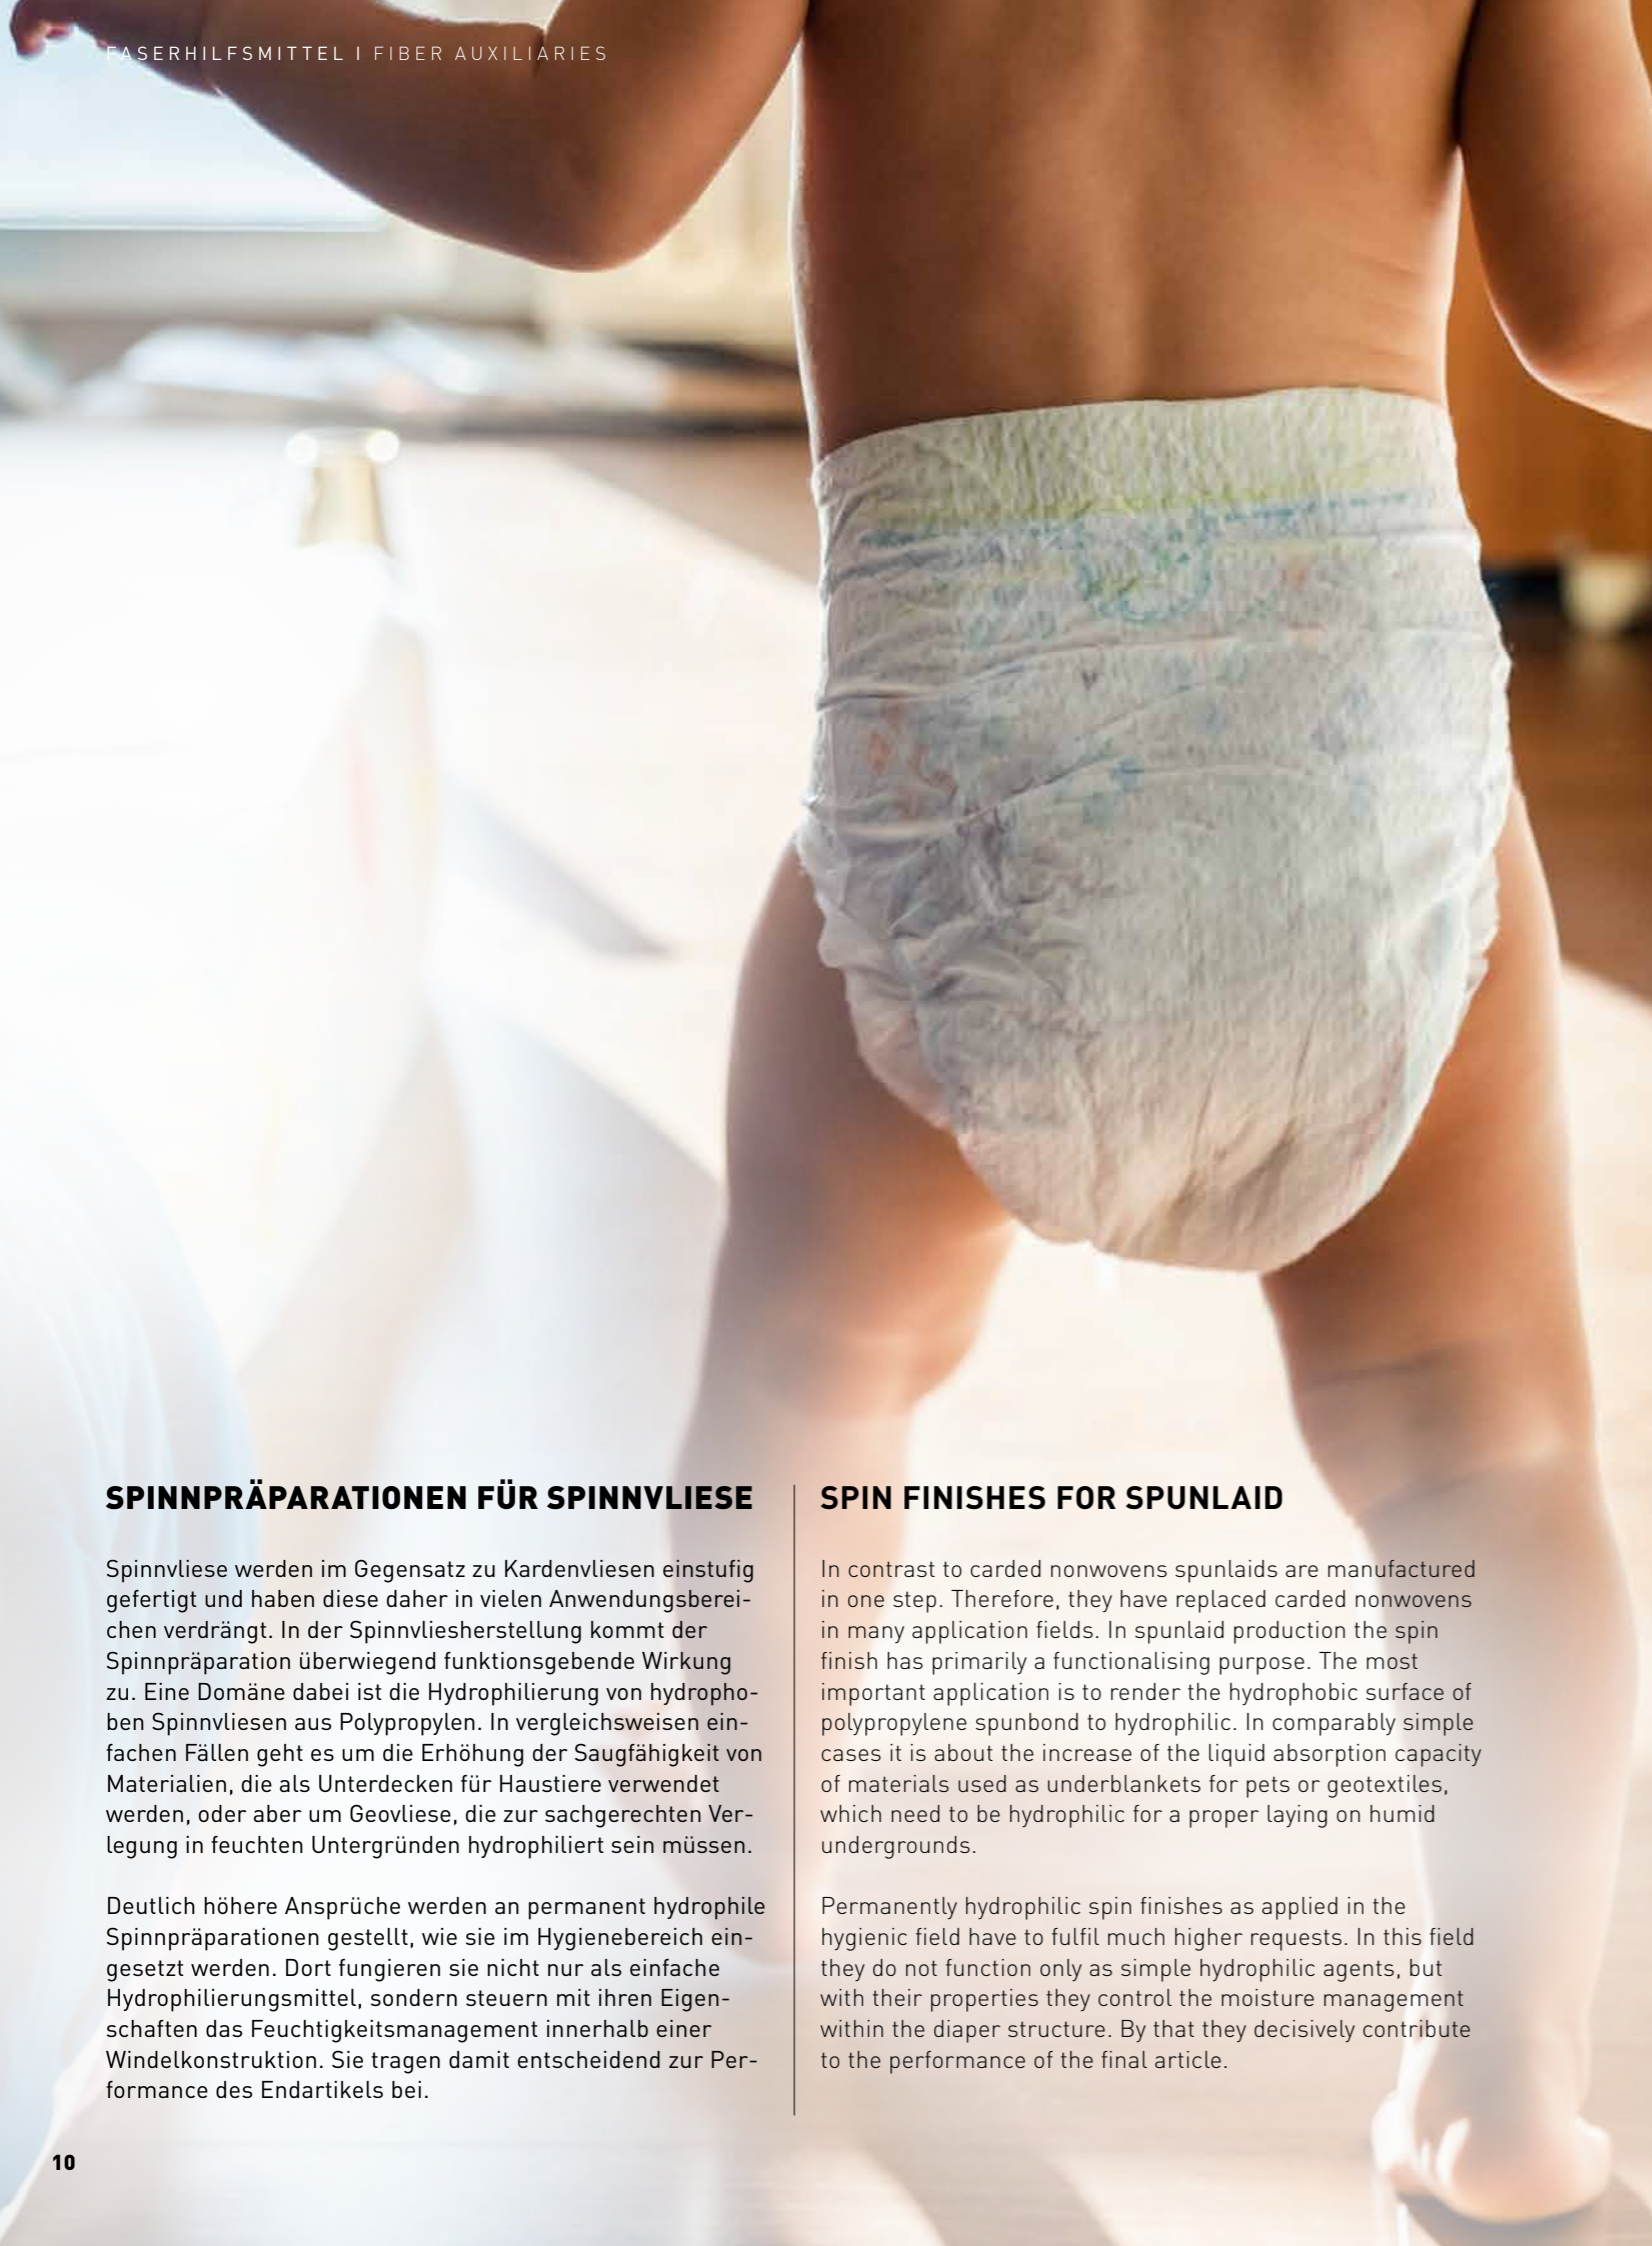 FASERHILFSMITTEL I FIBER AUXILIARIES
SPINNPRÄPARATIONEN FÜR SPINNVLIESE
Spinnvliese werden im Gegensatz zu Kardenvliesen einstufig
gefertigt und haben diese daher in vielen Anwendungsberei-
chen verdrängt. In der Spinnvliesherstellung kommt der
Spinnpräparation überwiegend funktionsgebende Wirkung
zu. Eine Domäne dabei ist die Hydrophilierung von hydropho-
ben Spinnvliesen aus Polypropylen. In vergleichsweisen ein-
fachen Fällen geht es um die Erhöhung der Saugfähigkeit von
Materialien, die als Unterdecken für Haustiere verwendet
werden, oder aber um Geovliese, die zur sachgerechten Ver-
legung in feuchten Untergründen hydrophiliert sein müssen.
Deutlich höhere Ansprüche werden an permanent hydrophile
Spinnpräparationen gestellt, wie sie im Hygienebereich ein-
gesetzt werden. Dort fungieren sie nicht nur als einfache
Hydrophilierungsmittel, sondern steuern mit ihren Eigen-
schaften das Feuchtigkeitsmanagement innerhalb einer
Windelkonstruktion. Sie tragen damit entscheidend zur Per-
formance des Endartikels bei.
SPIN FINISHES FOR SPUNLAID
In contrast to carded nonwovens spunlaids are manufactured
in one step. Therefore, they have replaced carded nonwovens
in many application fields. In spunlaid production the spin
finish has primarily a functionalising purpose. The most
important application is to render the hydrophobic surface of
polypropylene spunbond to hydrophilic. In comparably simple
cases it is about the increase of the liquid absorption capacity
of materials used as underblankets for pets or geotextiles,
which need to be hydrophilic for a proper laying on humid
undergrounds.
Permanently hydrophilic spin finishes as applied in the
hygienic field have to fulfil much higher requests. In this field
they do not function only as simple hydrophilic agents, but
with their properties they control the moisture management
within the diaper structure. By that they decisively contribute
to the performance of the final article.
10